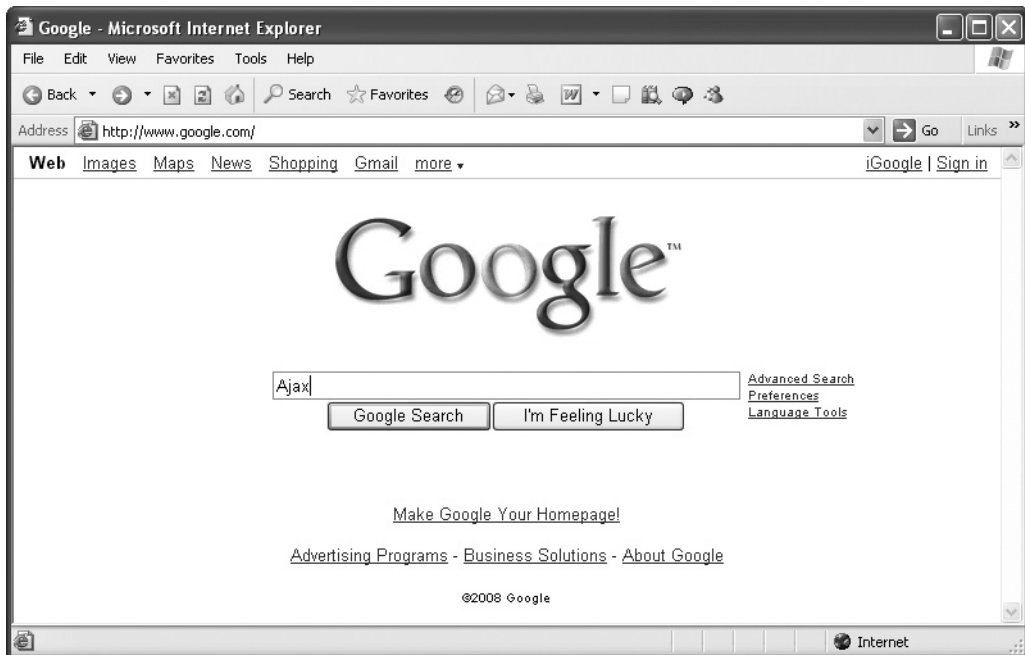 Google - Microsoft Internet Explorer
File Edit View Favorites Tools Help
Back Search Favorites W
Address http://www.google.com/ Go Links »
Web Images Maps News Shopping Gmail more iGoogle | Sign in
Google™
Ajax
Advanced Search
Preferences
Language Tools
Google Search I'm Feeling Lucky
Make Google Your Homepage!
Advertising Programs - Business Solutions - About Google
©2008 Google
Internet